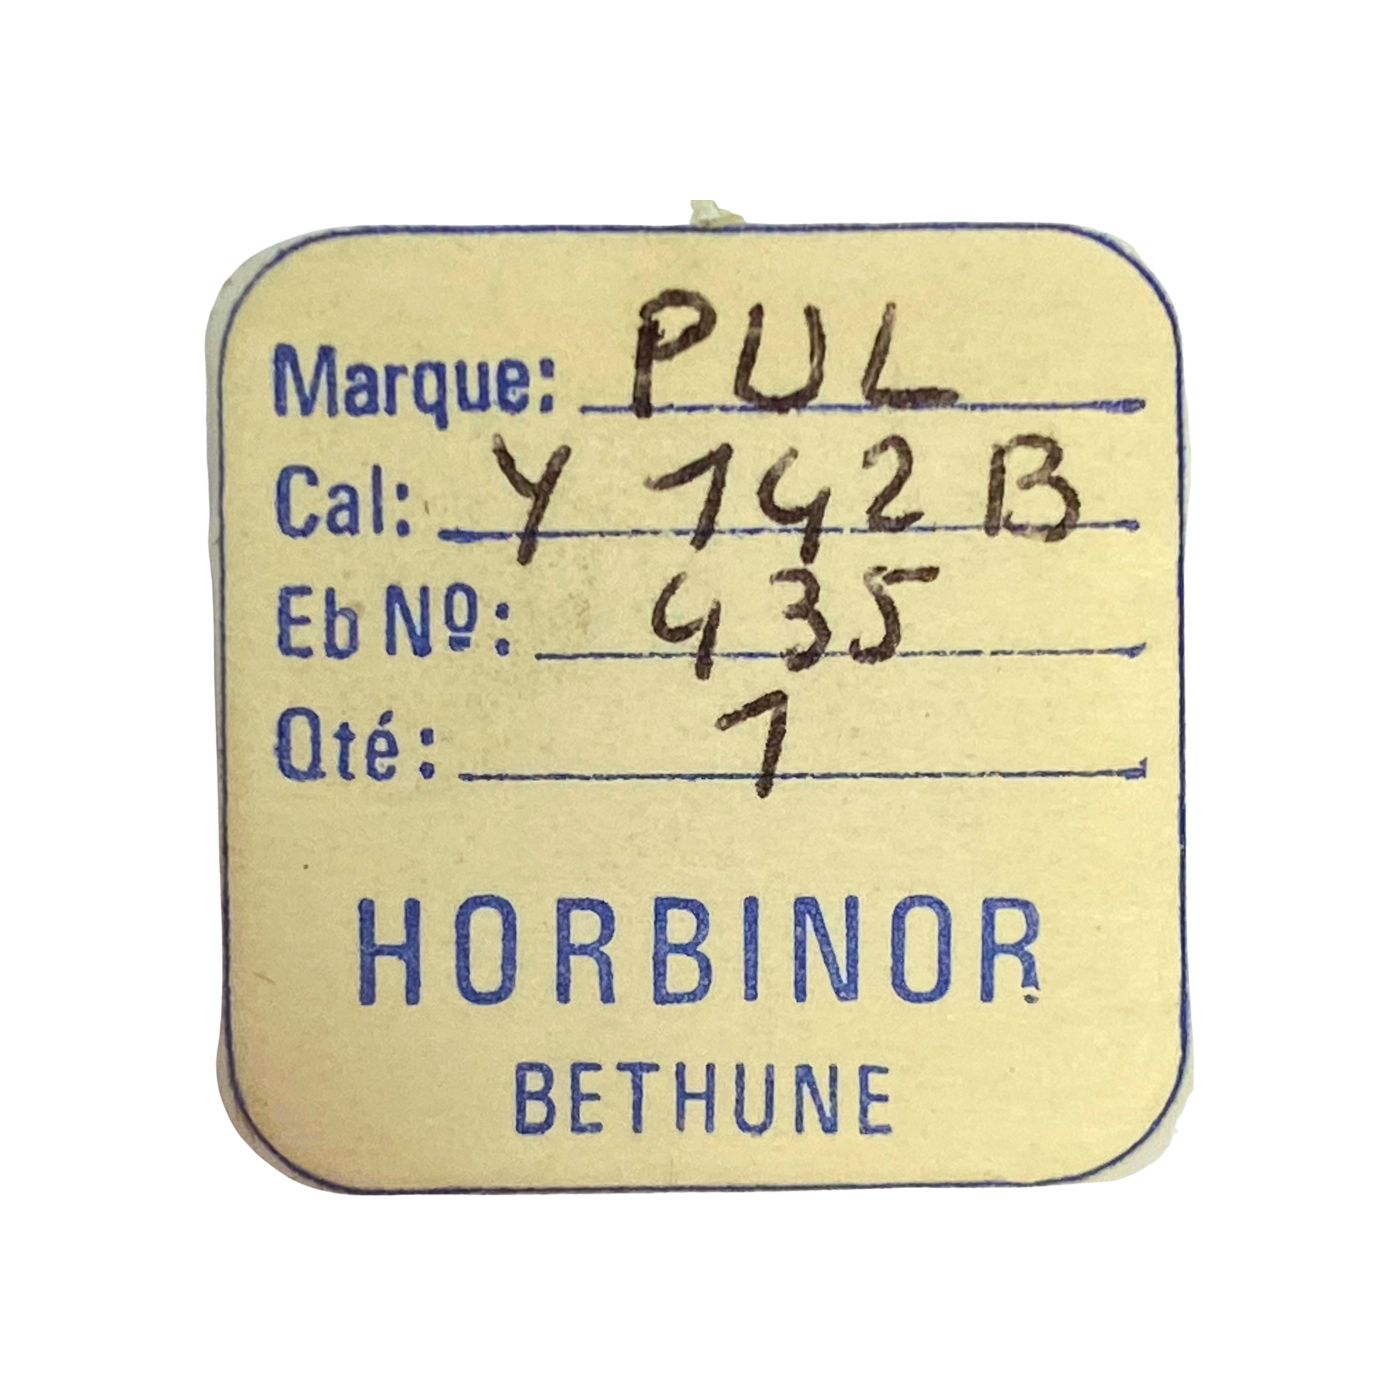 Marque: PUL
Cal: Y 142 B
Eb Nº: 435
Qté: 1
HORBINOR
BETHUNE